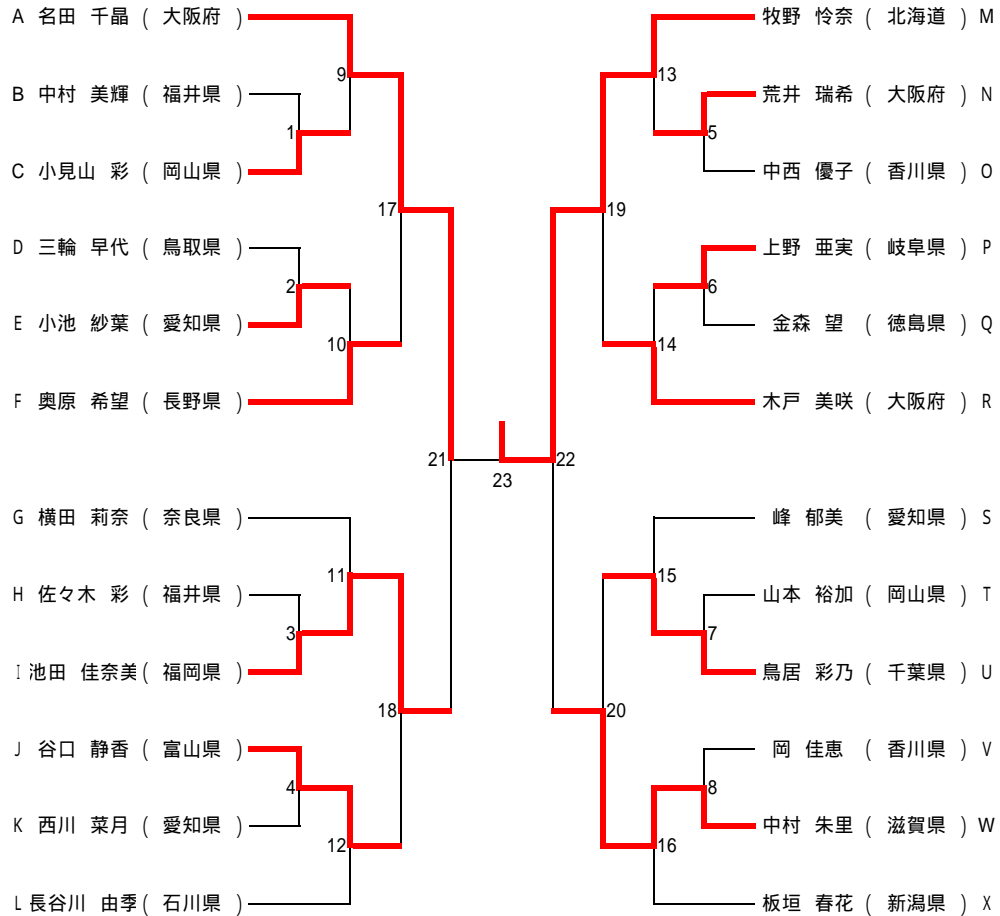 A 名田 千晶 ( 大阪府 )
B 中村 美輝 ( 福井県 )
C 小見山 彩 ( 岡山県 )
D 三輪 早代 ( 鳥取県 )
E 小池 紗葉 ( 愛知県 )
F 奥原 希望 ( 長野県 )
G 横田 莉奈 ( 奈良県 )
H 佐々木 彩 ( 福井県 )
I 池田 佳奈美 ( 福岡県 )
J 谷口 静香 ( 富山県 )
K 西川 菜月 ( 愛知県 )
L 長谷川 由季 ( 石川県 )
1
2
3
4
9
10
11
12
17
18
21
23
22
19
20
13
14
15
16
5
6
7
8
牧野 怜奈 ( 北海道 ) M
荒井 瑞希 ( 大阪府 ) N
中西 優子 ( 香川県 ) O
上野 亜実 ( 岐阜県 ) P
金森 望 ( 徳島県 ) Q
木戸 美咲 ( 大阪府 ) R
峰 郁美 ( 愛知県 ) S
山本 裕加 ( 岡山県 ) T
鳥居 彩乃 ( 千葉県 ) U
岡 佳恵 ( 香川県 ) V
中村 朱里 ( 滋賀県 ) W
板垣 春花 ( 新潟県 ) X